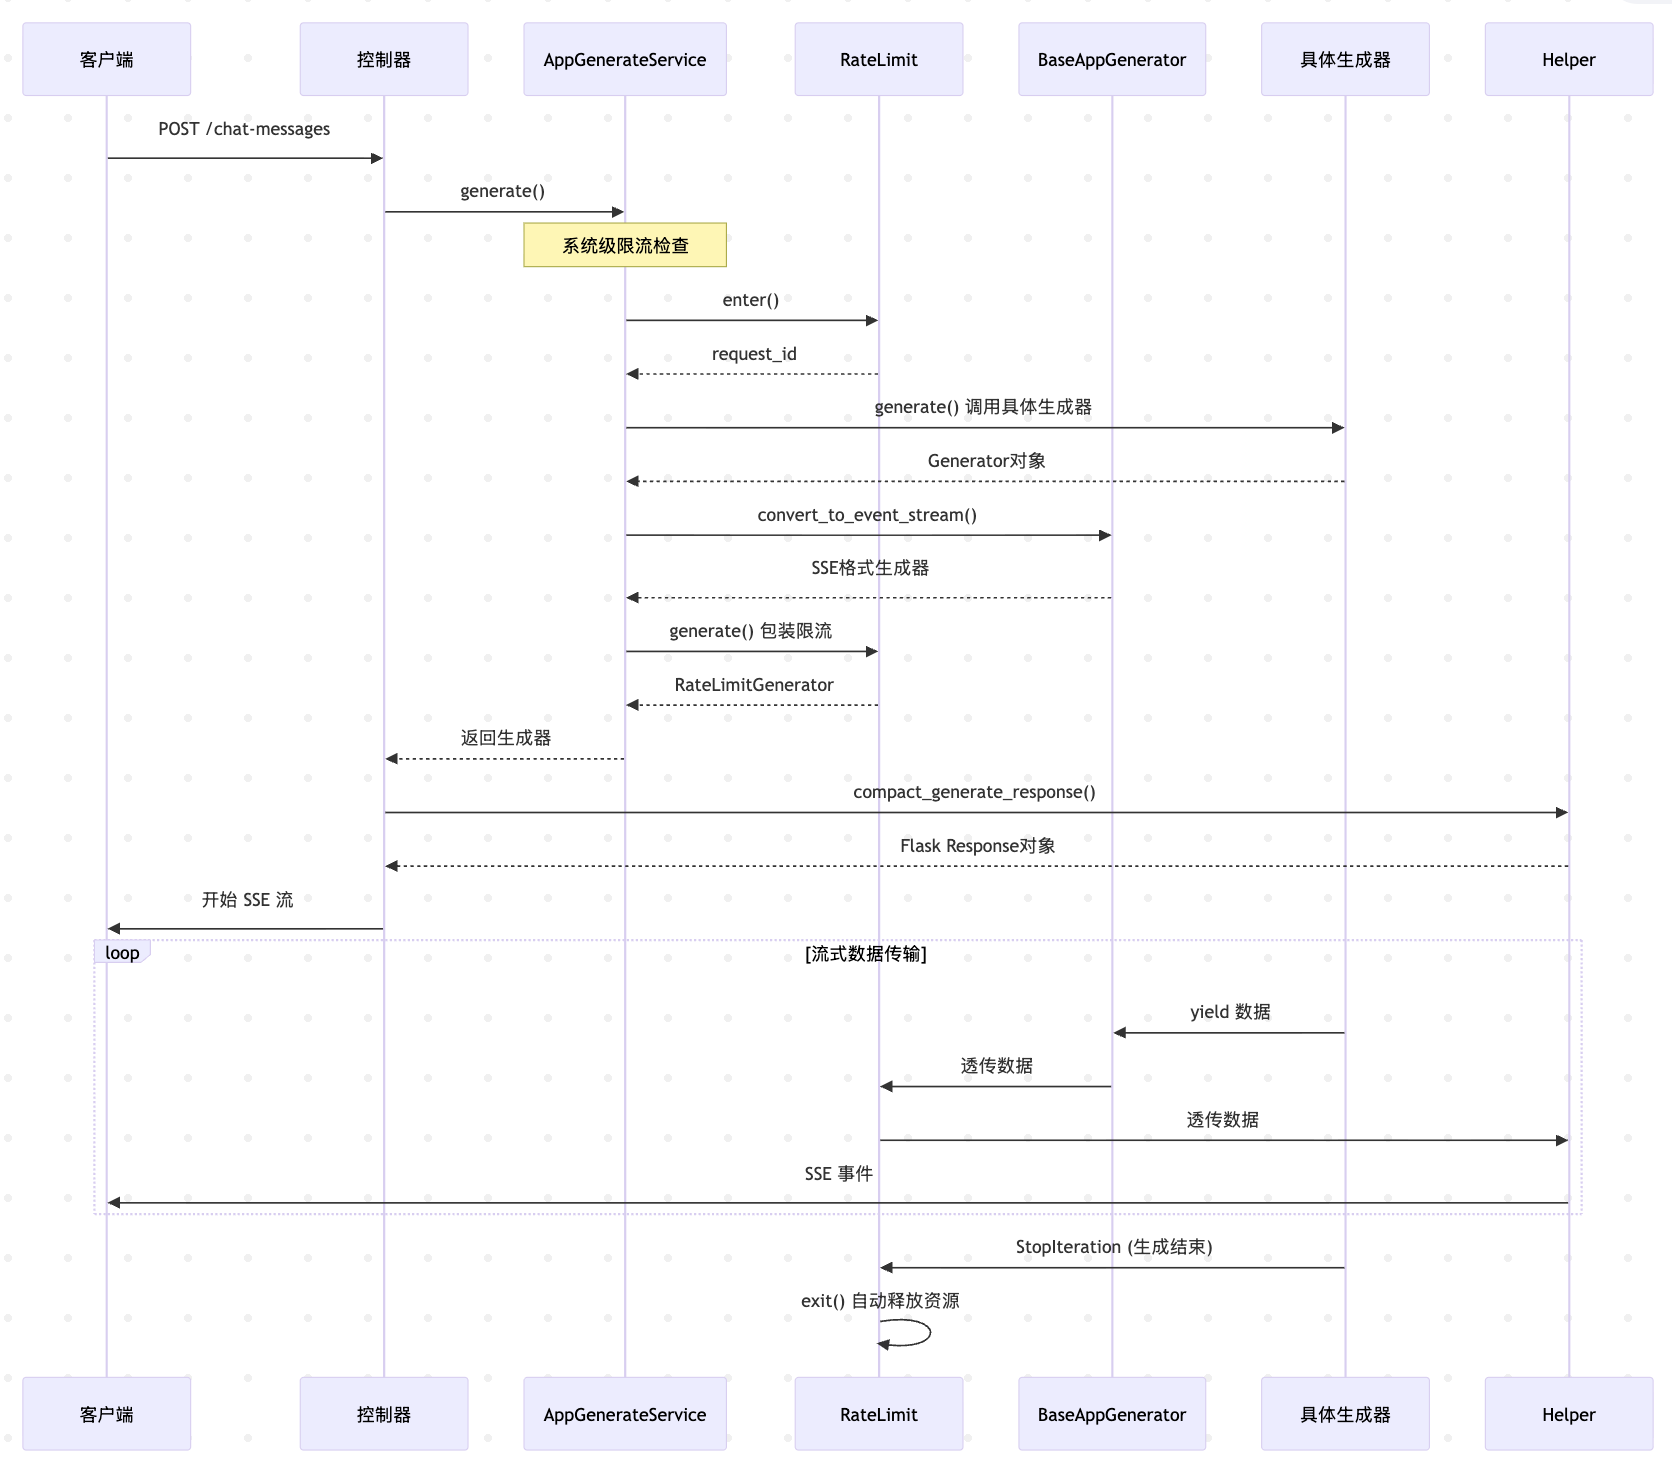 客户端
控制器
AppGenerateService
RateLimit
BaseAppGenerator
具体生成器
Helper
POST /chat-messages
generate()
系统级限流检查
enter()
request_id
generate() 调用具体生成器
Generator对象
convert_to_event_stream()
SSE格式生成器
generate() 包装限流
RateLimitGenerator
返回生成器
compact_generate_response()
Flask Response对象
开始 SSE 流
loop
[流式数据传输]
yield 数据
透传数据
透传数据
SSE 事件
StopIteration (生成结束)
exit() 自动释放资源
客户端
控制器
AppGenerateService
RateLimit
BaseAppGenerator
具体生成器
Helper